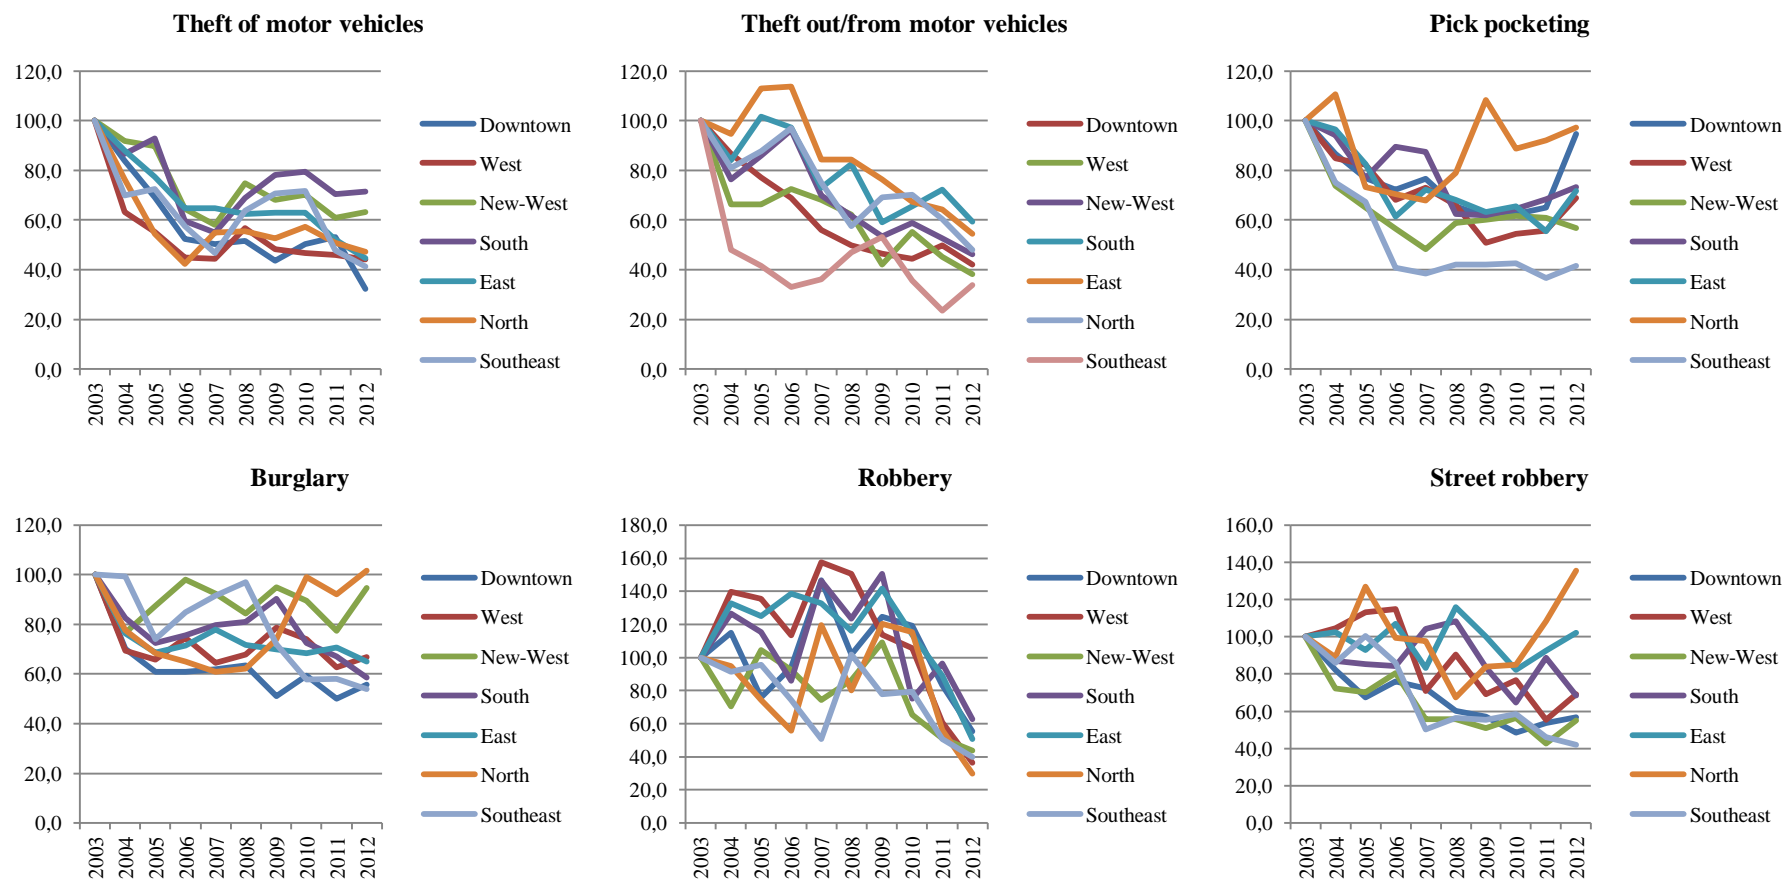 Theft of motor vehicles
120,0
100,0
80,0
60,0
40,0
20,0
0,0
2003
2004
2005
2006
2007
2008
2009
2010
2011
2012
Downtown
West
New-West
South
East
North
Southeast
Theft out/from motor vehicles
120,0
100,0
80,0
60,0
40,0
20,0
0,0
2003
2004
2005
2006
2007
2008
2009
2010
2011
2012
Downtown
West
New-West
South
East
North
Southeast
Pick pocketing
120,0
100,0
80,0
60,0
40,0
20,0
0,0
2003
2004
2005
2006
2007
2008
2009
2010
2011
2012
Downtown
West
New-West
South
East
North
Southeast
Burglary
120,0
100,0
80,0
60,0
40,0
20,0
0,0
2003
2004
2005
2006
2007
2008
2009
2010
2011
2012
Downtown
West
New-West
South
East
North
Southeast
Robbery
180,0
160,0
140,0
120,0
100,0
80,0
60,0
40,0
20,0
0,0
2003
2004
2005
2006
2007
2008
2009
2010
2011
2012
Downtown
West
New-West
South
East
North
Southeast
Street robbery
160,0
140,0
120,0
100,0
80,0
60,0
40,0
20,0
0,0
2003
2004
2005
2006
2007
2008
2009
2010
2011
2012
Downtown
West
New-West
South
East
North
Southeast